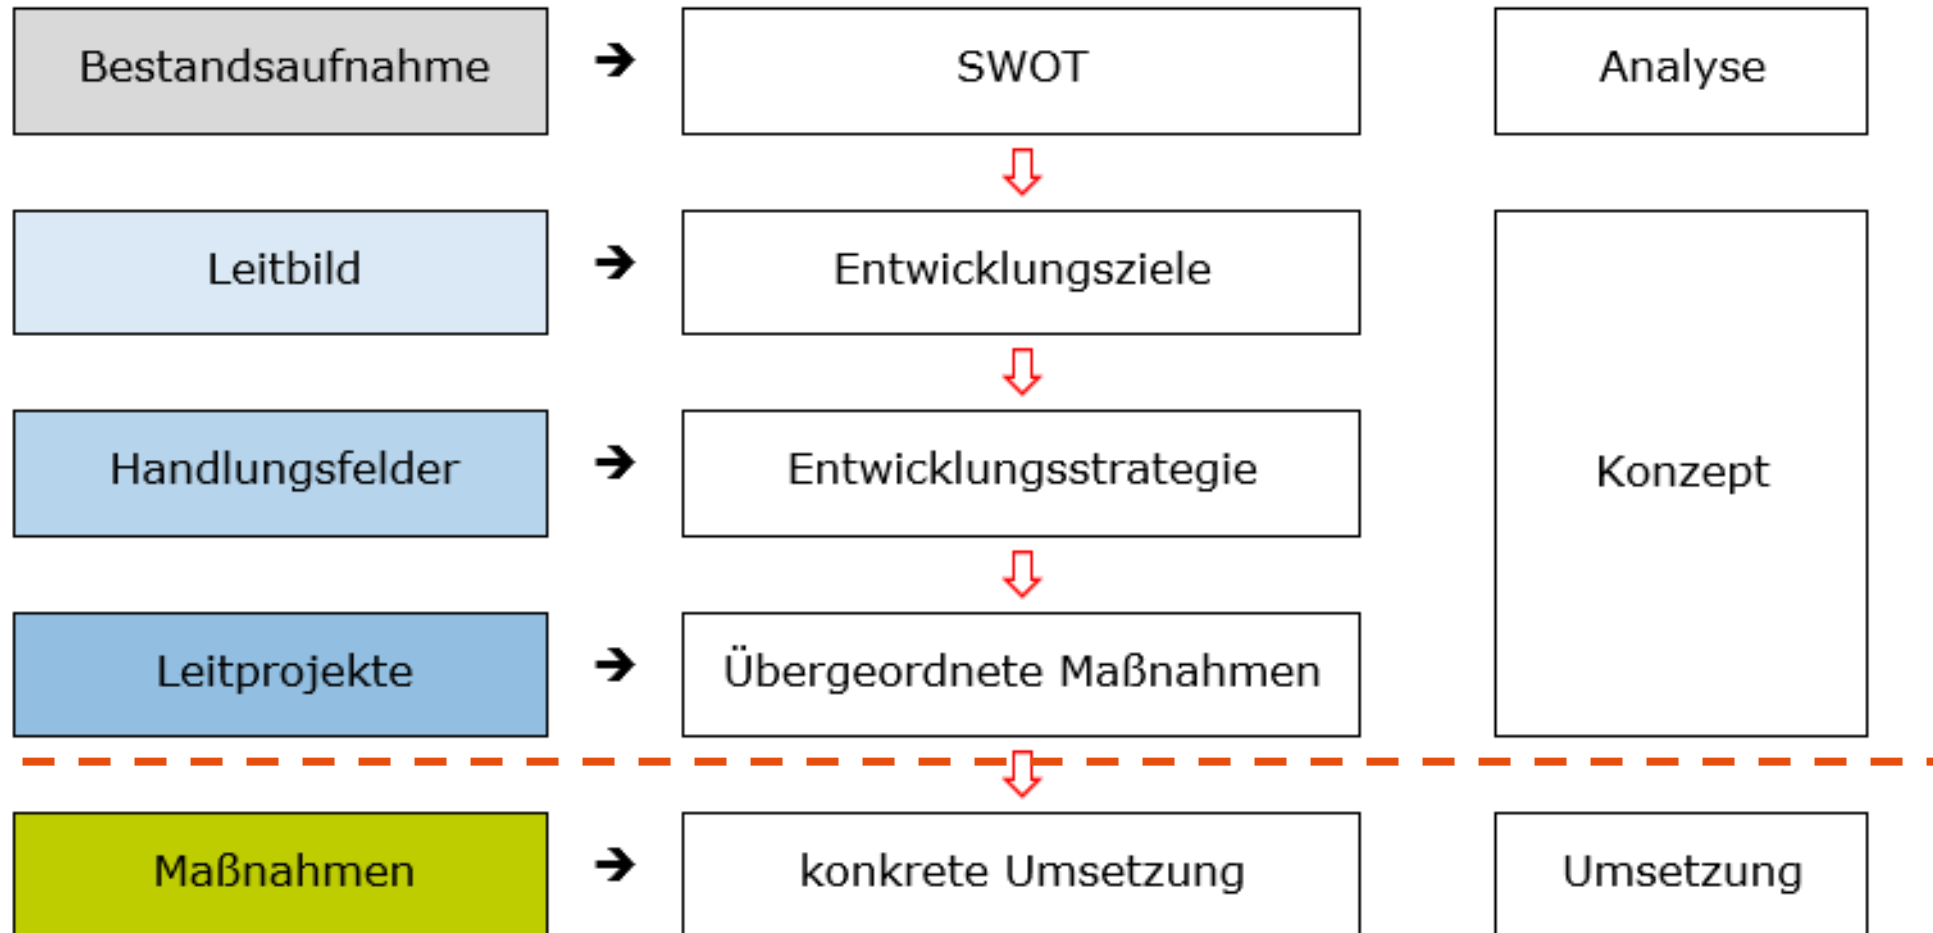 Bestandsaufnahme
SWOT
Analyse
Leitbild
Entwicklungsziele
Handlungsfelder
Entwicklungsstrategie
Konzept
Leitprojekte
Übergeordnete Maßnahmen
Maßnahmen
konkrete Umsetzung
Umsetzung